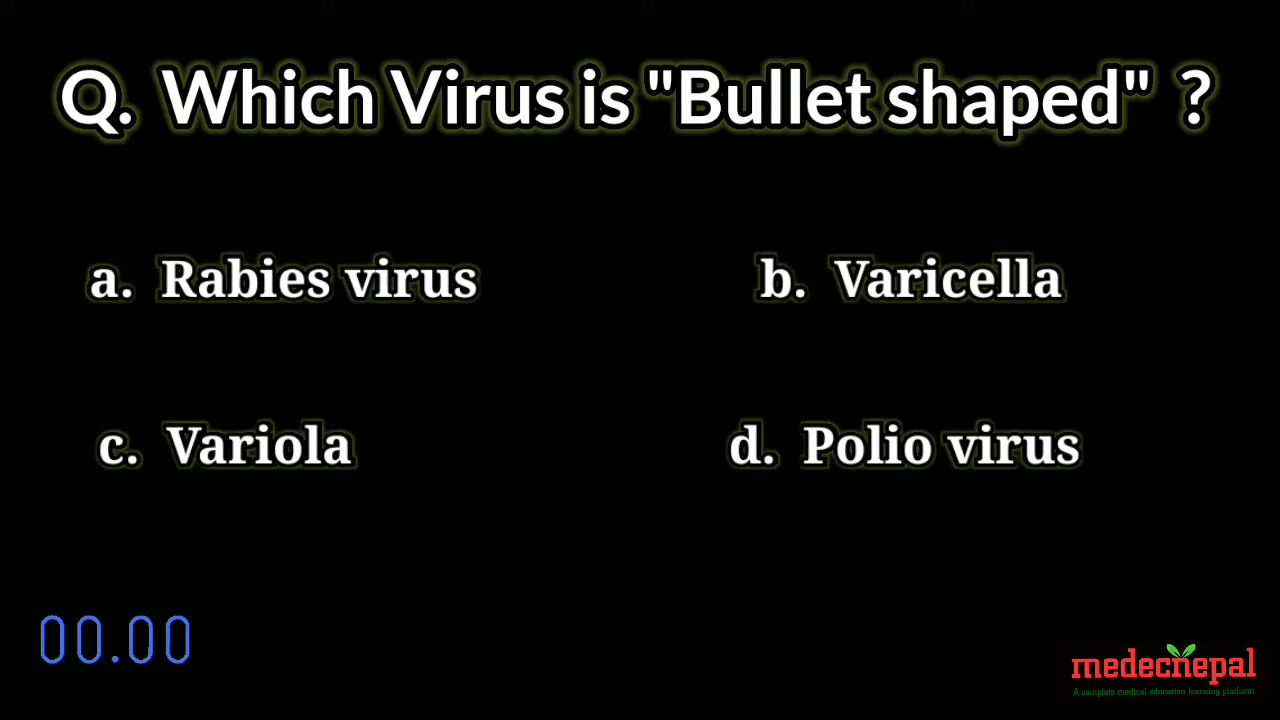 Q. Which Virus is "Bullet shaped" ?
a. Rabies virus
b. Varicella
c. Variola
d. Polio virus
00.00
medecnepal
A complete medical education learning platform